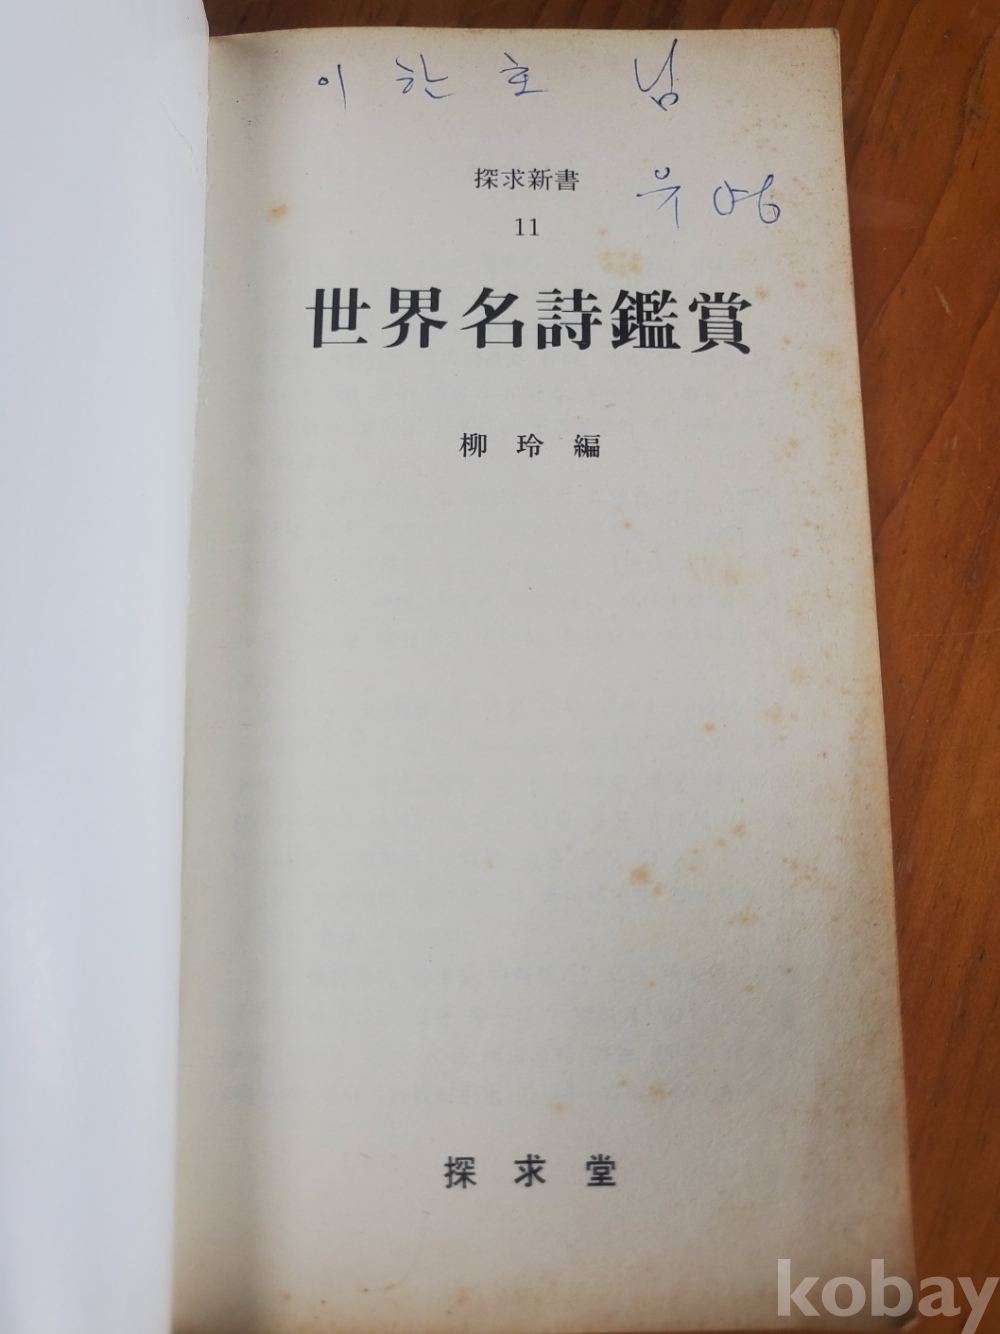 이한호 님
探求新書
유영
11
世界名詩鑑賞
柳玲編
探求堂
kobay